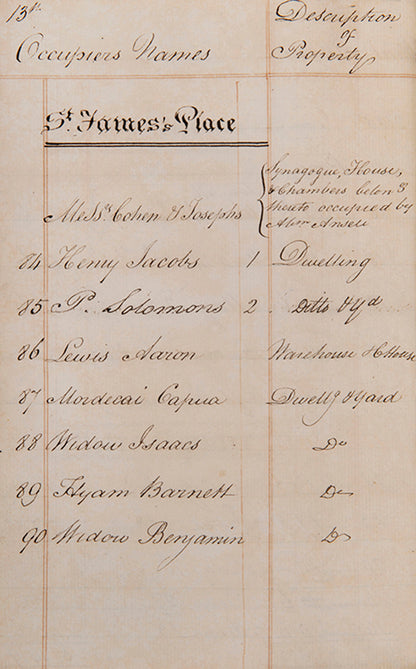 13th
Description
of
Occupiers Names Property
St. James's Place
Synagogue, House,
& Chambers belong
thereto occupied by
Messrs Cohen & Josephs
Abm Ansell
84 Henry Jacobs 1 Dwelling
85 P. Solomons 2 Ditto & Yd
86 Lewis Aaron Warehouse & House
87 Mordecai Capua Dwellg & Yard
88 Widow Isaacs Do
89 Hyam Barnett Do
90 Widow Benjamin Do